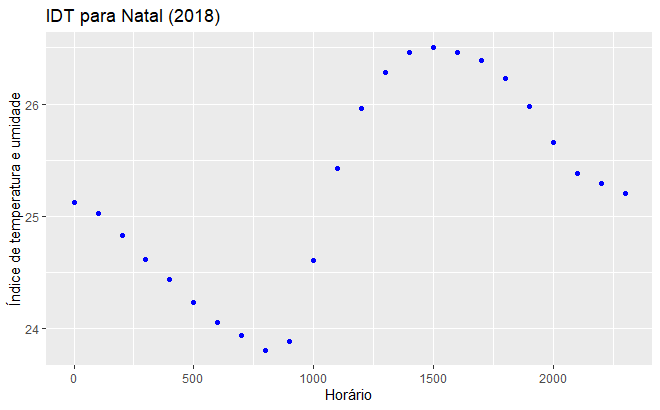 IDT para Natal (2018)
Índice de temperatura e umidade
26
25
24
0
500
1000
1500
2000
Horário